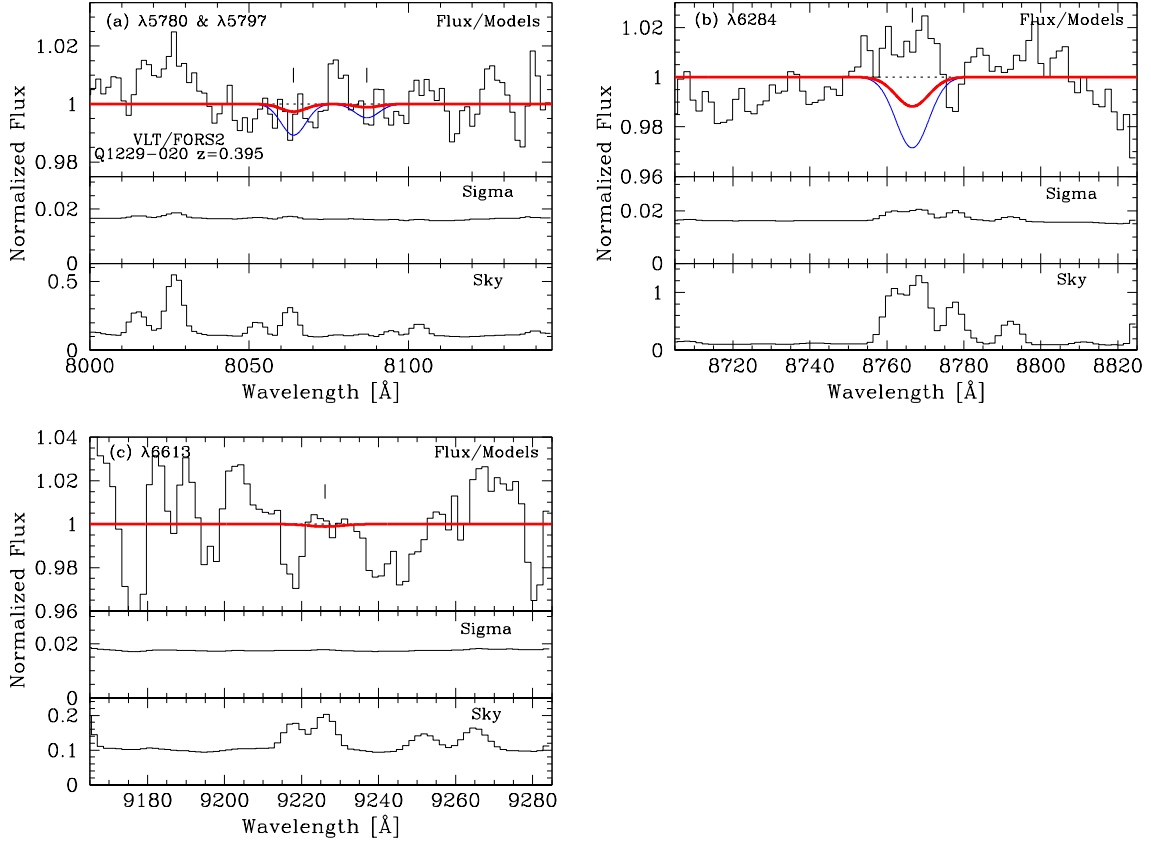 (a) λ5780 & λ5797 Flux/Models
1.02
1
0.98
VLT/FORS2
Q1229-020 z=0.395
Sigma
0.02
0
Sky
0.5
0
8000 8050 8100
Wavelength [Å]
Normalized Flux
(b) λ6284 Flux/Models
1.02
1
0.98
0.96
Sigma
0.02
0
Sky
1
0
8720 8740 8760 8780 8800 8820
Wavelength [Å]
Normalized Flux
(c) λ6613 Flux/Models
1.04
1.02
1
0.98
0.96
Sigma
0.02
0
Sky
0.2
0.1
0
9180 9200 9220 9240 9260 9280
Wavelength [Å]
Normalized Flux